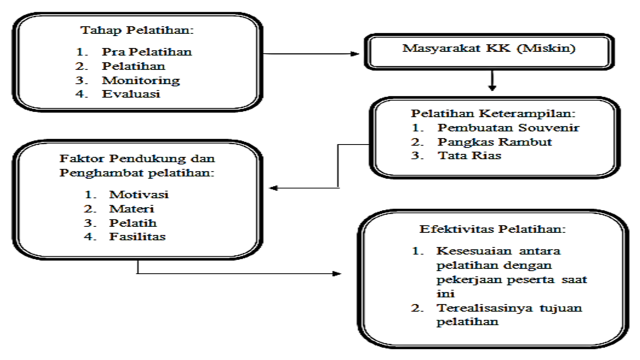 Tahap Pelatihan:
1. Pra Pelatihan
2. Pelatihan
3. Monitoring
4. Evaluasi
Masyarakat KK (Miskin)
Pelatihan Keterampilan:
1. Pembuatan Souvenir
2. Pangkas Rambut
3. Tata Rias
Faktor Pendukung dan
Penghambat pelatihan:
1. Motivasi
2. Materi
3. Pelatih
4. Fasilitas
Efektivitas Pelatihan:
1. Kesesuaian antara
pelatihan dengan
pekerjaan peserta saat
ini
2. Terealisasinya tujuan
pelatihan